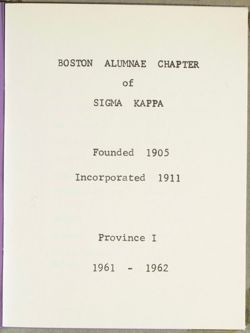 BOSTON ALUMNAE CHAPTER
of
SIGMA KAPPA
Founded 1905
Incorporated 1911
Province I
1961 - 1962